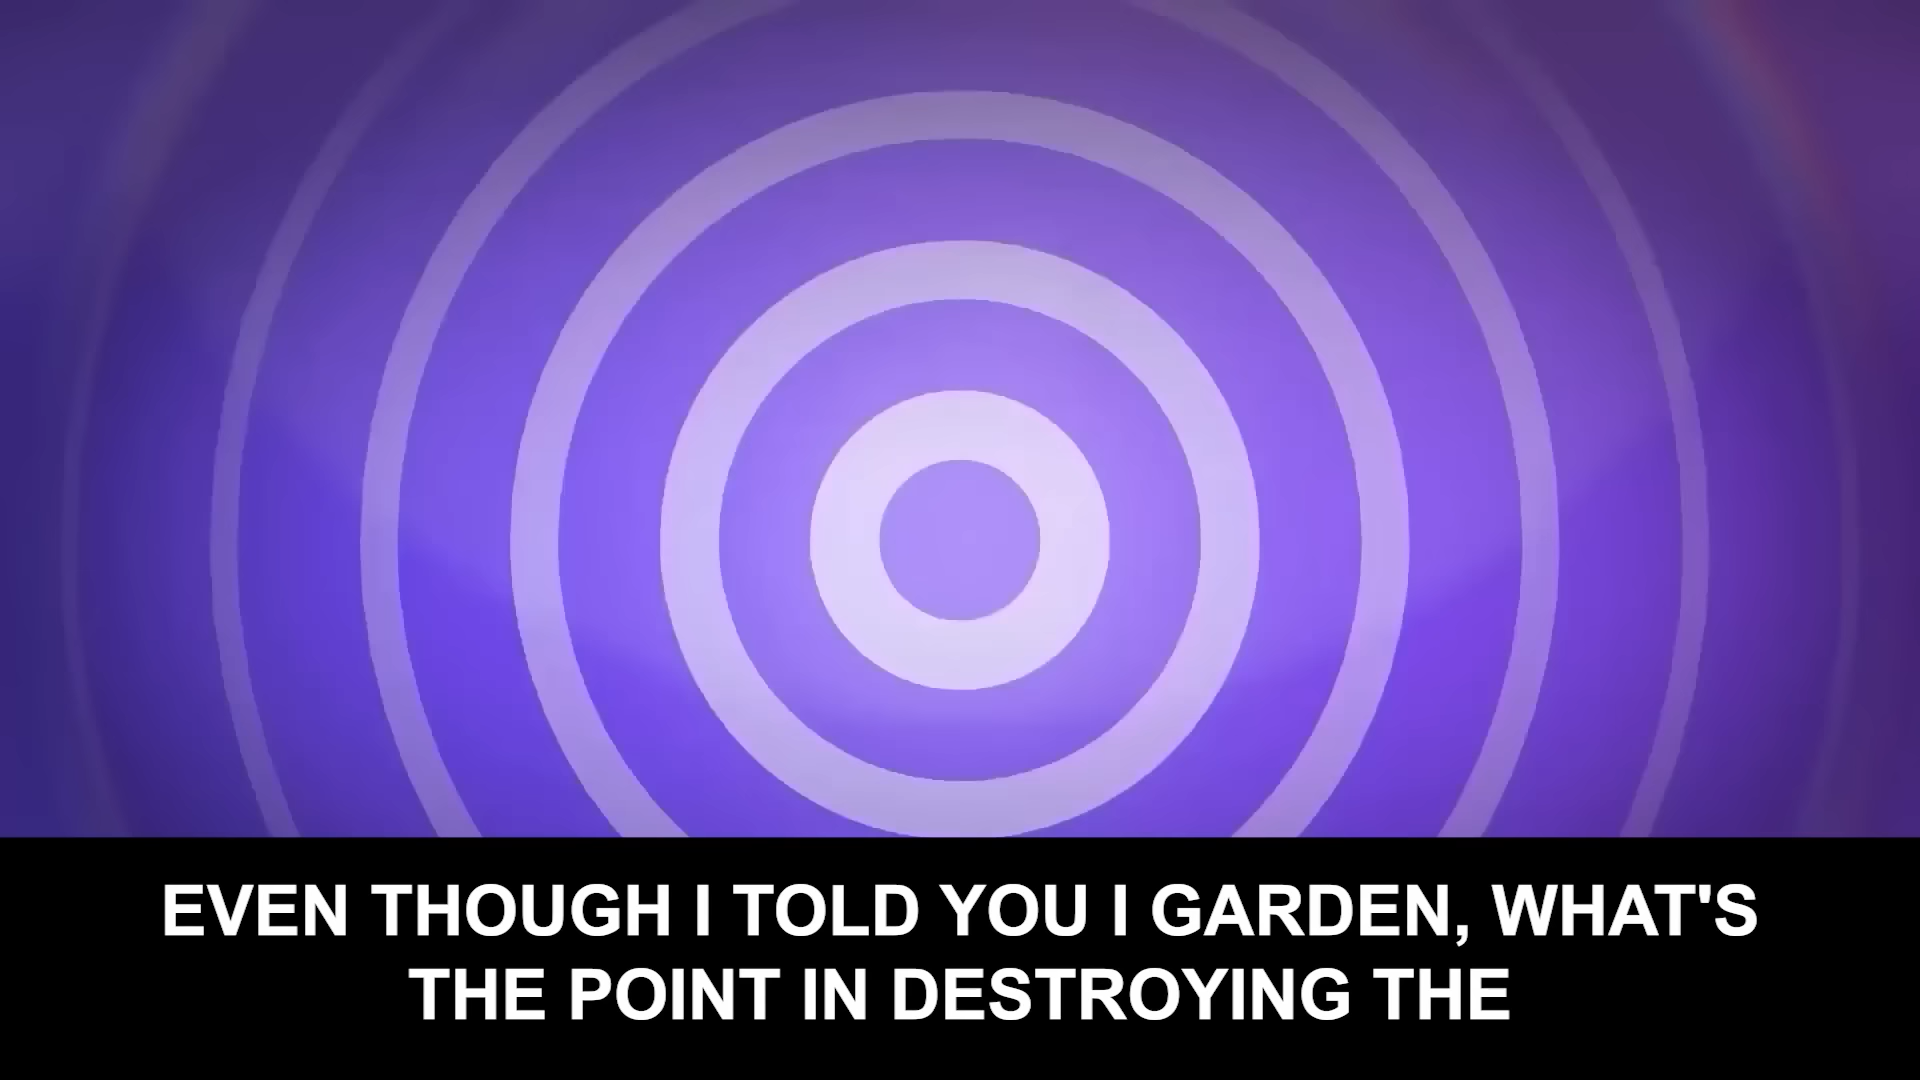 EVEN THOUGH I TOLD YOU I GARDEN, WHAT'S
THE POINT IN DESTROYING THE